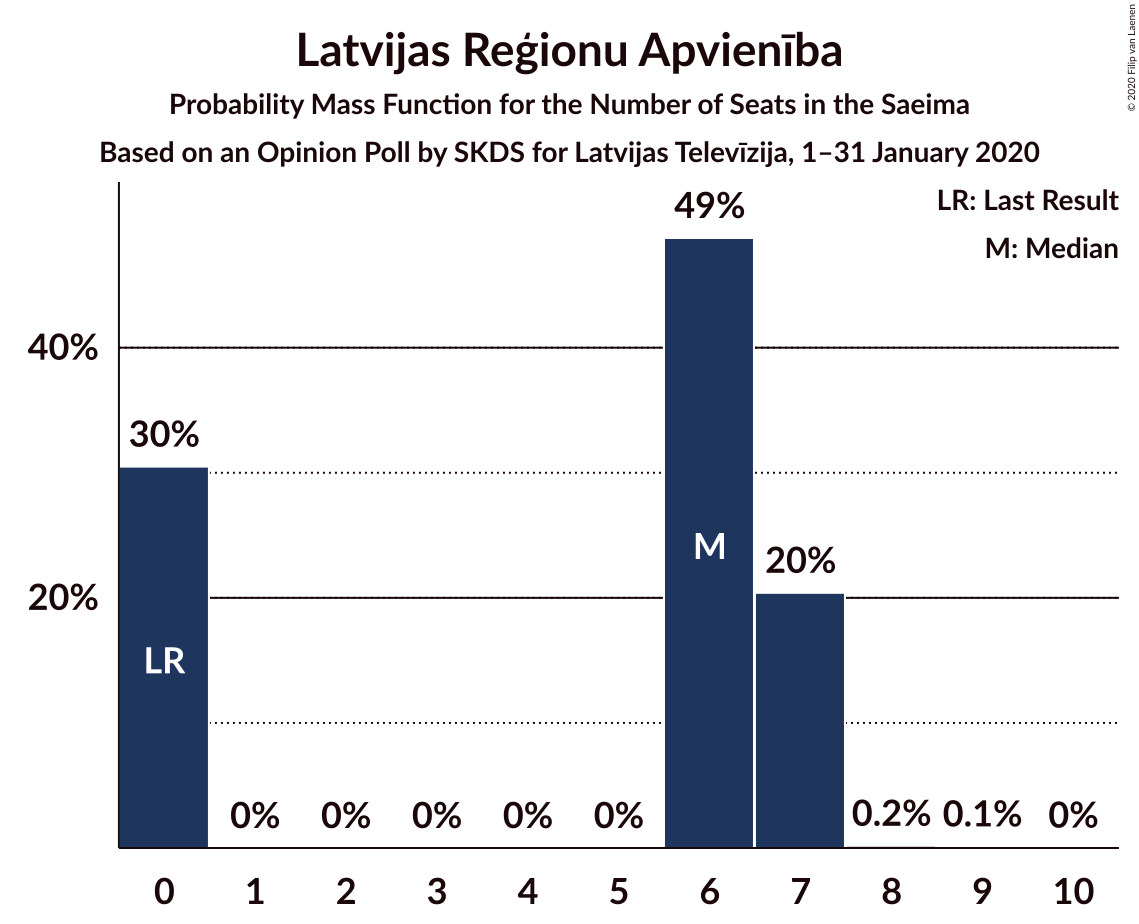 Latvijas Reģionu Apvienība
Probability Mass Function for the Number of Seats in the Saeima
Based on an Opinion Poll by SKDS for Latvijas Televīzija, 1–31 January 2020
© 2020 Filip van Laenen
LR: Last Result
M: Median
49%
40%
30%
M
20%
20%
LR
0% 0% 0% 0% 0% 0.2% 0.1% 0%
0 1 2 3 4 5 6 7 8 9 10